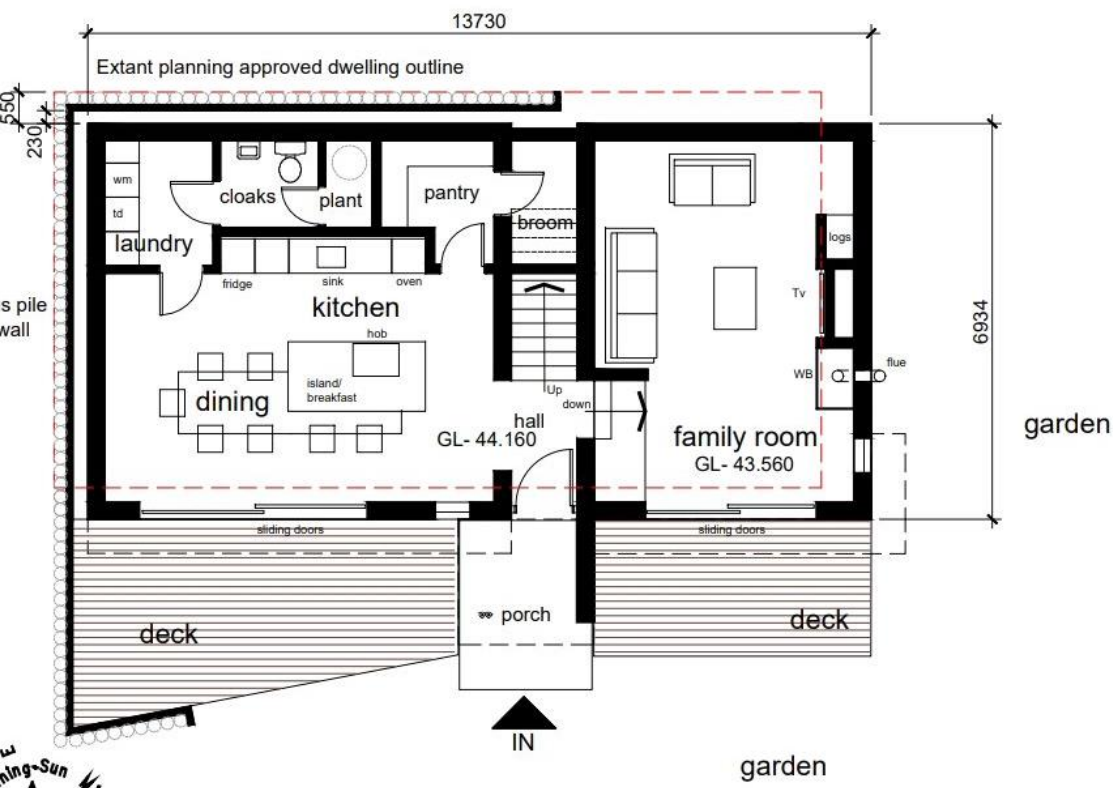 13730
Extant planning approved dwelling outline
550
230
wm
td
laundry
cloaks
plant
pantry
broom
logs
fridge
sink
oven
kitchen
Tv
s pile
wall
hob
6934
WB
flue
island/
breakfast
dining
Up
down
hall
GL- 44.160
family room
GL- 43.560
garden
sliding doors
sliding doors
porch
deck
deck
IN
garden
ning-Sun